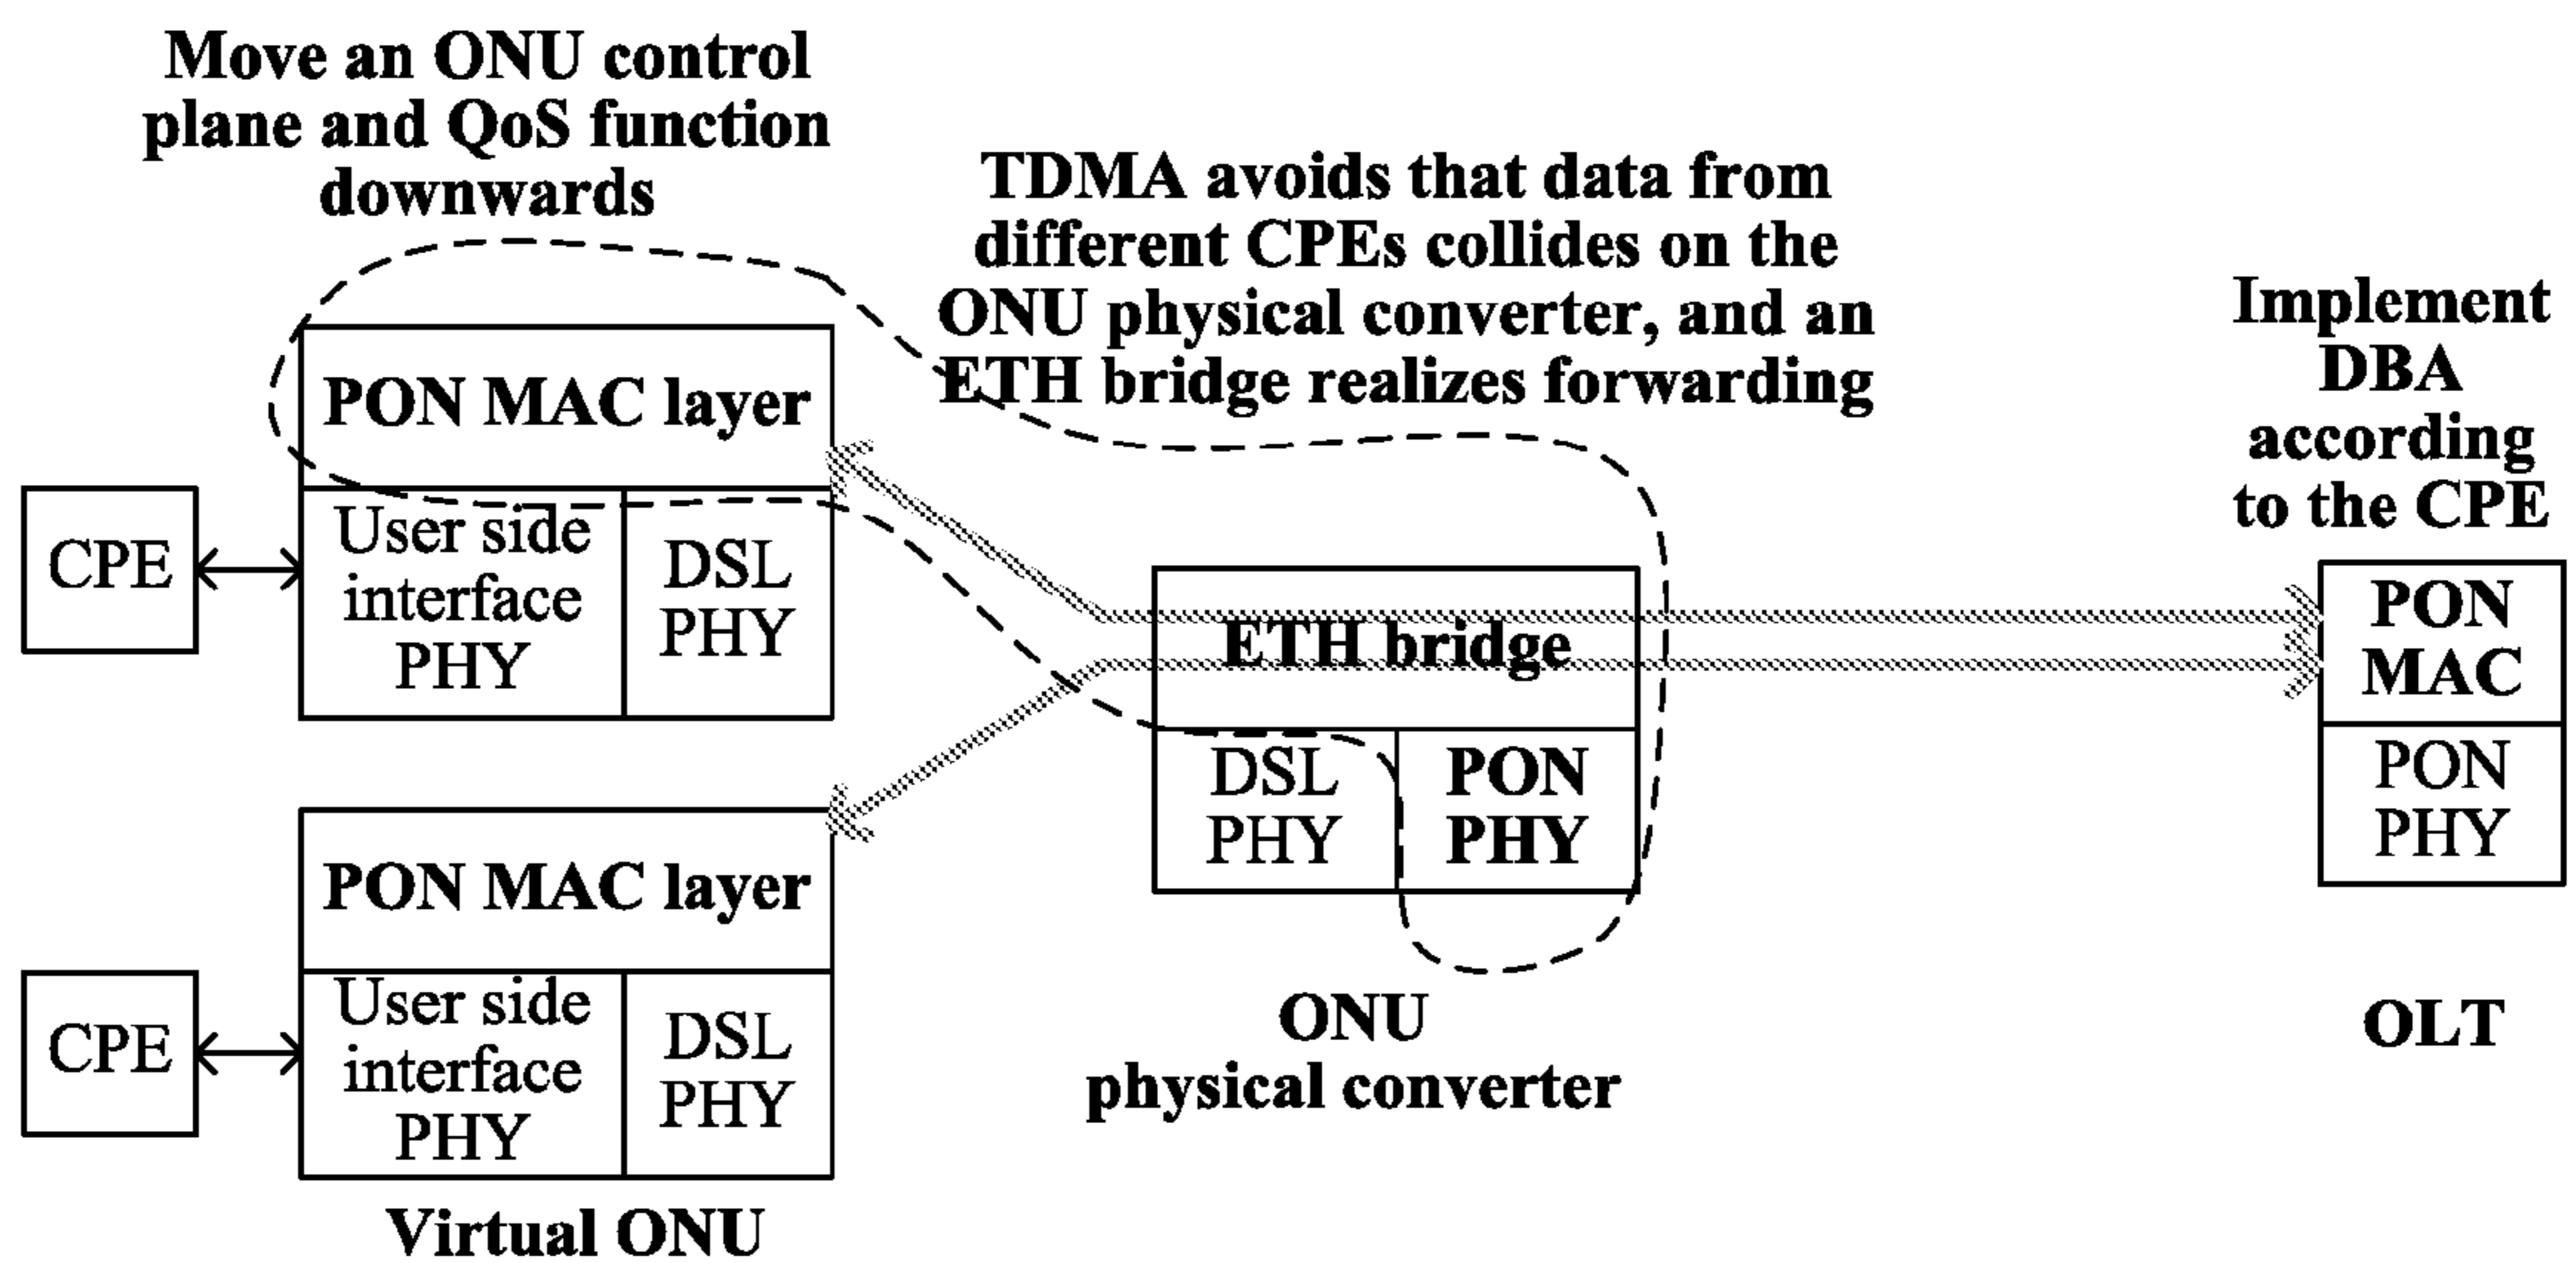 Move an ONU control
plane and QoS function
downwards
TDMA avoids that data from
different CPEs collides on the
ONU physical converter, and an
ETH bridge realizes forwarding
Implement
DBA
according
to the CPE
PON MAC layer
CPE
User side
interface
PHY
DSL
PHY
ETH bridge
DSL
PHY
PON
PHY
PON
MAC
PON
PHY
PON MAC layer
CPE
User side
interface
PHY
DSL
PHY
Virtual ONU
ONU
physical converter
OLT